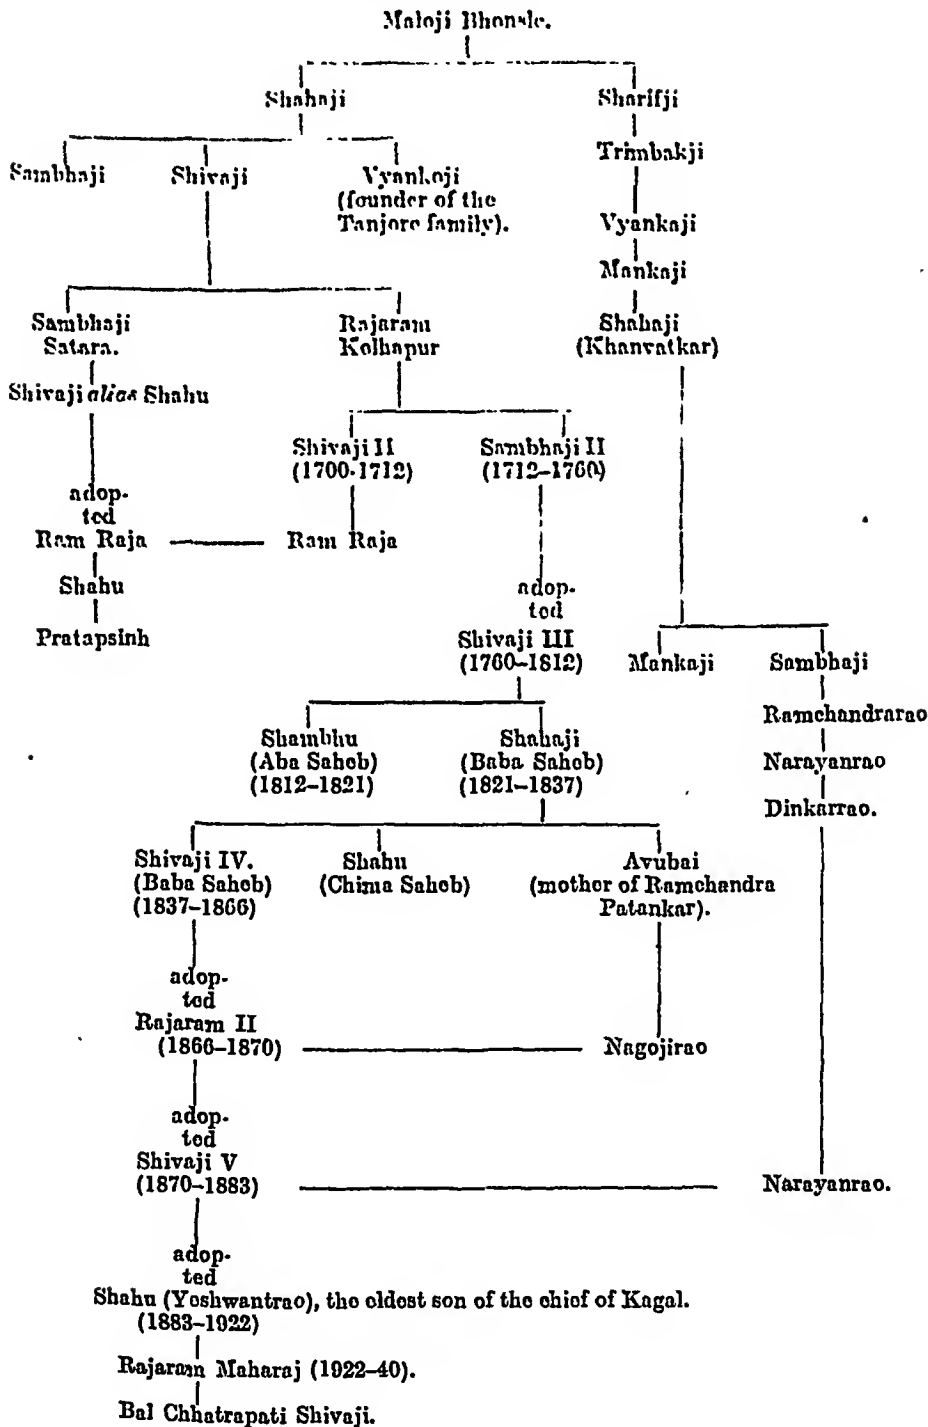 Maloji Bhonsle.
Shahaji
Sharifji
Trimbakji
Sambhaji
Shivaji
Vyankoji
(founder of the
Tanjore family).
Vyankaji
Mankaji
Sambhaji
Satara.
Rajaram
Kolhapur
Shahaji
(Khanvatkar)
Shivaji alias Shahu
Shivaji II
(1700-1712)
Sambhaji II
(1712-1760)
adop-
ted
Ram Raja
Ram Raja
Shahu
Pratapsinh
adop-
ted
Shivaji III
(1760-1812)
Mankaji
Sambhaji
Ramchandrarao
Narayanrao
Dinkarrao.
Shambhu
(Aba Saheb)
(1812-1821)
Shahaji
(Baba Saheb)
(1821-1837)
Shivaji IV.
(Baba Saheb)
(1837-1866)
Shahu
(Chima Saheb)
Avubai
(mother of Ramchandra
Patankar).
adop-
ted
Rajaram II
(1866-1870)
Nagojirao
adop-
ted
Shivaji V
(1870-1883)
Narayanrao.
adop-
ted
Shahu (Yeshwantrao), the eldest son of the chief of Kagal.
(1883-1922)
Rajaram Maharaj (1922-40).
Bal Chhatrapati Shivaji.